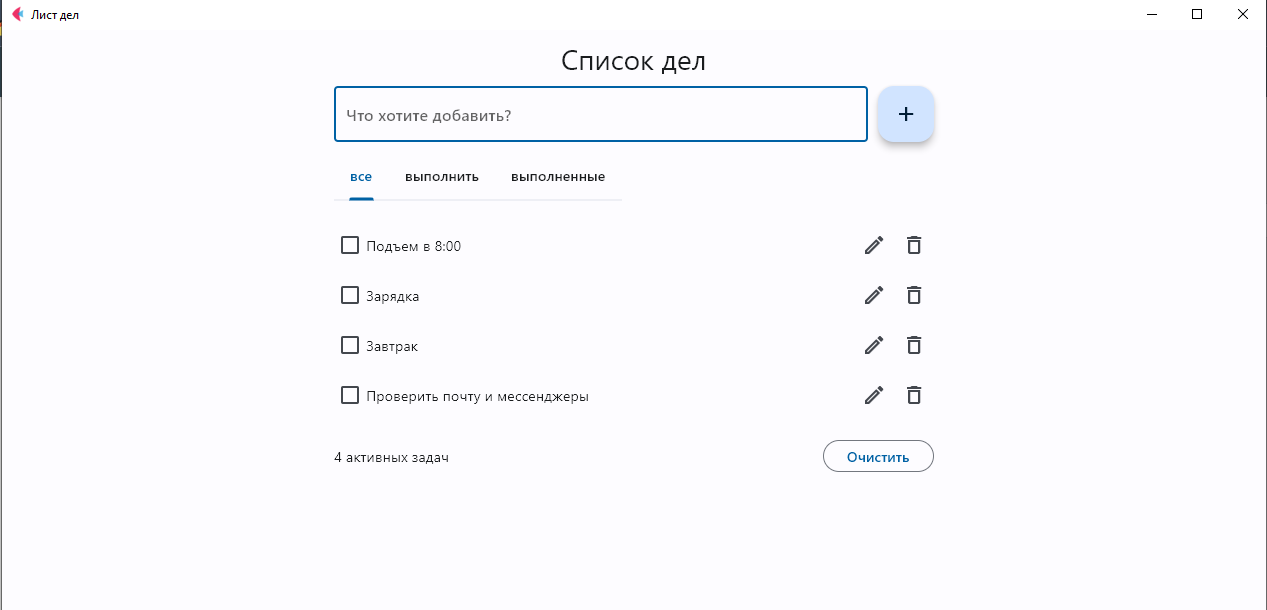 Лист дел
Список дел
Что хотите добавить?
+
все выполнить выполненные
Подъем в 8:00
Зарядка
Завтрак
Проверить почту и мессенджеры
4 активных задач Очистить